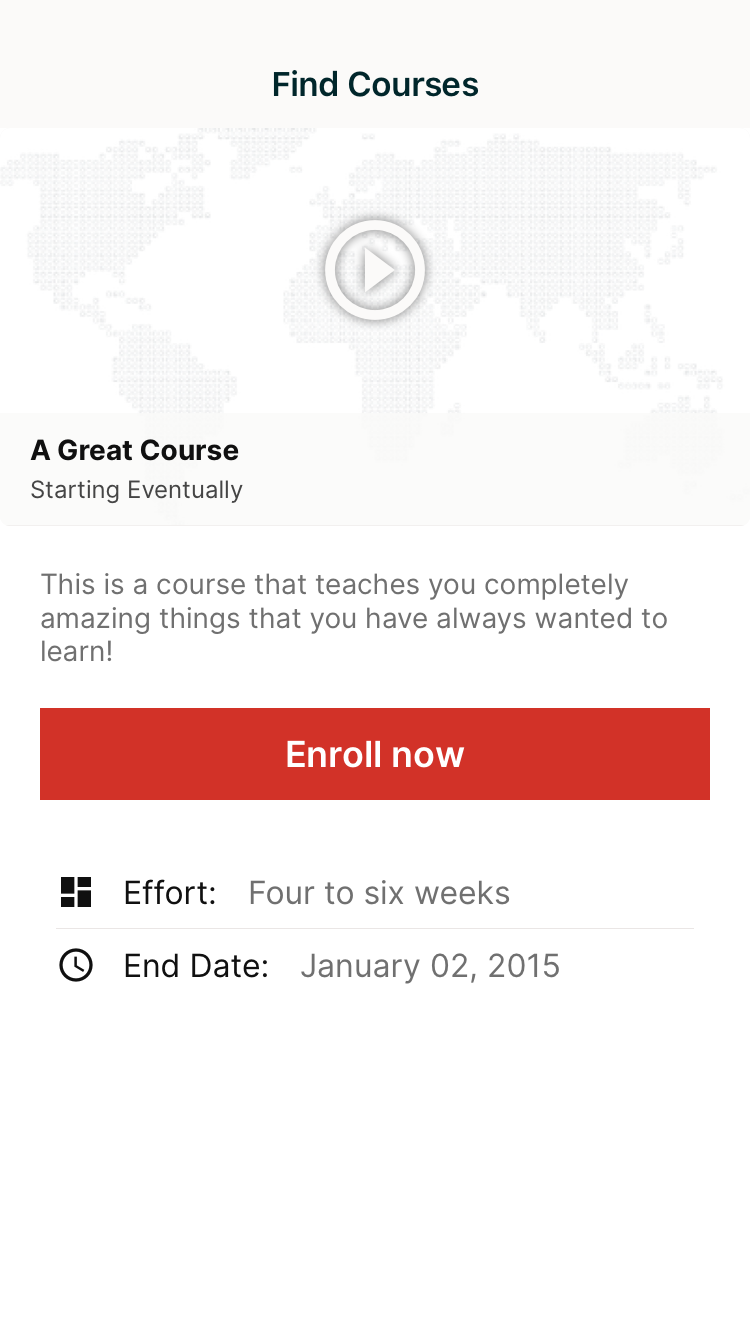 Find Courses
A Great Course
Starting Eventually
This is a course that teaches you completely
amazing things that you have always wanted to
learn!
Enroll now
Effort: Four to six weeks
End Date: January 02, 2015